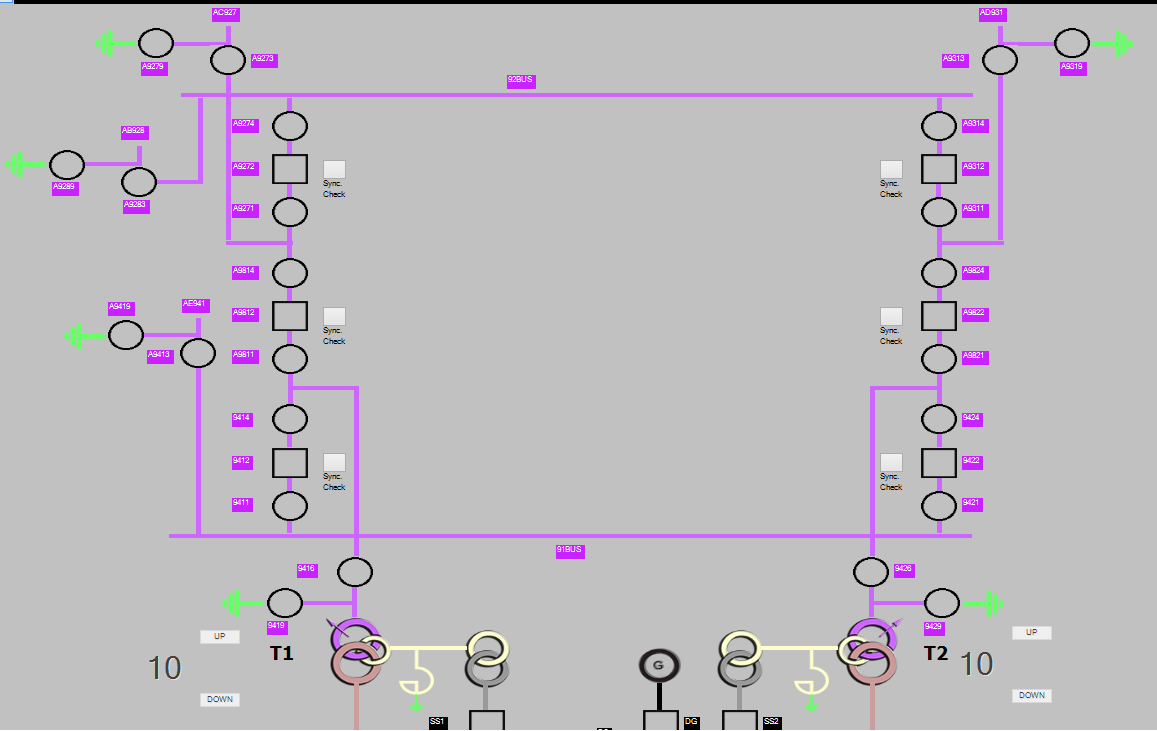 AC927
AD931
A9279
A9273
A9313
A9319
92BUS
A9274
A9314
AB928
A9272
Sync.
Check
Sync.
Check
A9312
A9289
A9283
A9271
A9311
A9814
A9824
A9419
AE941
A9812
Sync.
Check
Sync.
Check
A9822
A9413
A9811
A9821
9414
9424
9412
Sync.
Check
Sync.
Check
9422
9411
9421
91BUS
9416
9426
9419
9429
UP
T1
10
DOWN
UP
T2
10
DOWN
G
SS1
DG
SS2